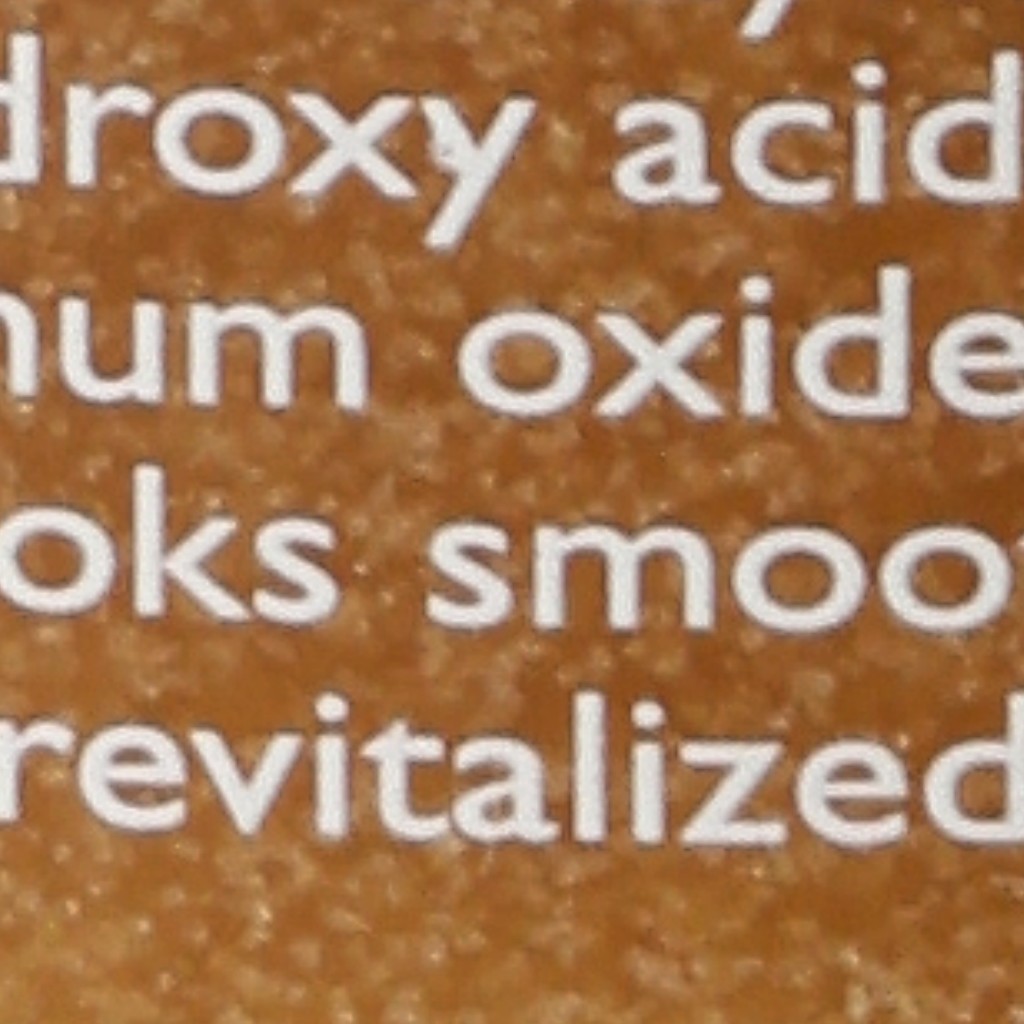 droxy acid
num oxide
oks smoo
revitalized